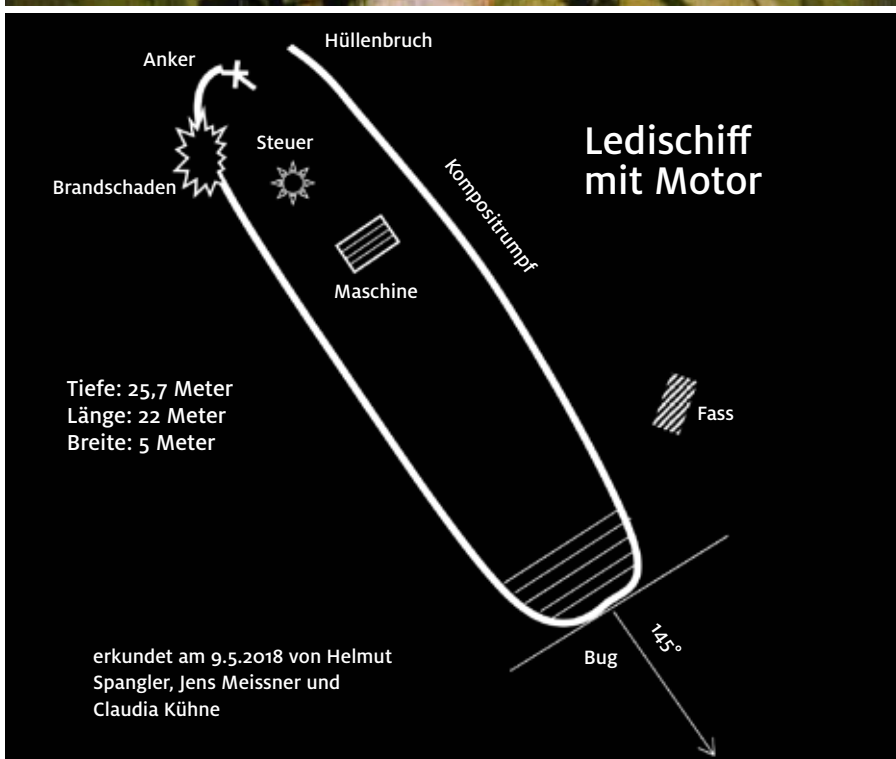 Hüllenbruch
Anker
Ledischiff
mit Motor
Steuer
Brandschaden
Kompositrumpf
Maschine
Tiefe: 25,7 Meter
Länge: 22 Meter
Breite: 5 Meter
Fass
145°
Bug
erkundet am 9.5.2018 von Helmut
Spangler, Jens Meissner und
Claudia Kühne